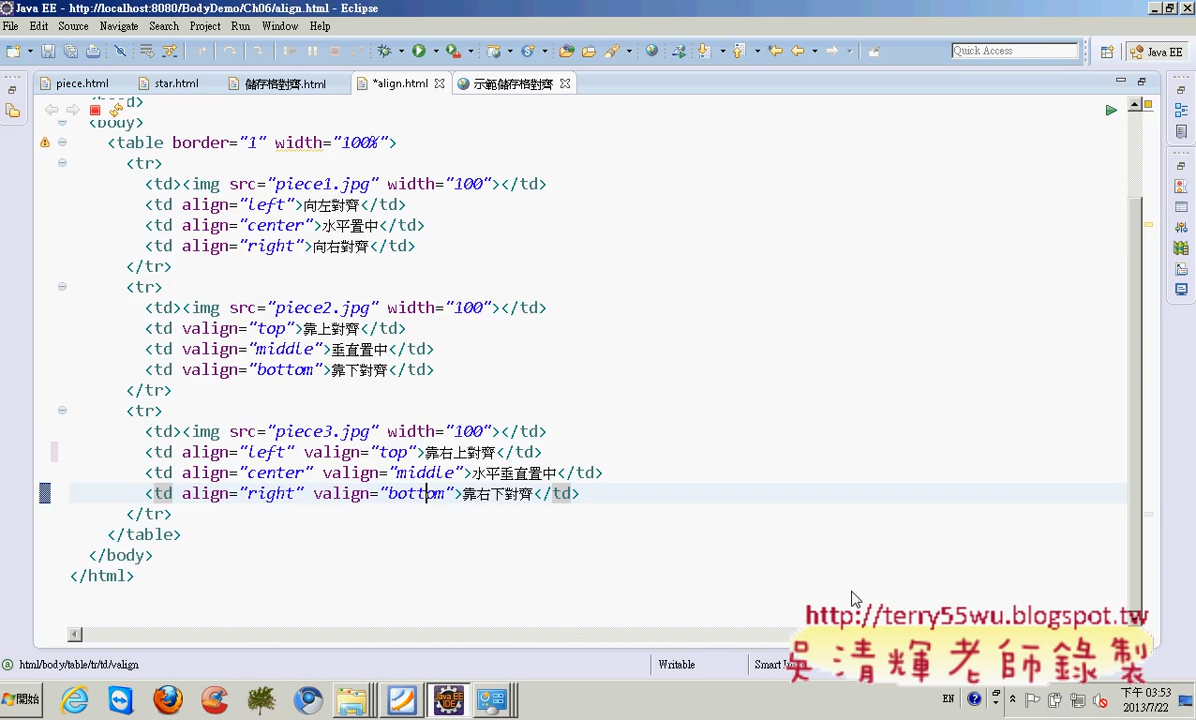 Java EE - http://localhost:8080/BodyDemo/Ch06/align.html - Eclipse
File Edit Source Navigate Search Project Run Window Help
Quick Access
Java EE
piece.html
star.html
儲存格對齊.html
*align.html
示範儲存格對齊
<body>
<table border="1" width="100%">
<tr>
<td><img src="piece1.jpg" width="100"></td>
<td align="left">向左對齊</td>
<td align="center">水平置中</td>
<td align="right">向右對齊</td>
</tr>
<tr>
<td><img src="piece2.jpg" width="100"></td>
<td valign="top">靠上對齊</td>
<td valign="middle">垂直置中</td>
<td valign="bottom">靠下對齊</td>
</tr>
<tr>
<td><img src="piece3.jpg" width="100"></td>
<td align="left" valign="top">靠右上對齊</td>
<td align="center" valign="middle">水平垂直置中</td>
<td align="right" valign="bottom">靠右下對齊</td>
</tr>
</table>
</body>
</html>
http://terry55wu.blogspot.tw
吳清輝老師錄製
html/body/table/tr/td/valign
Writable
Smart
開始
EN
下午 03:53
2013/7/22